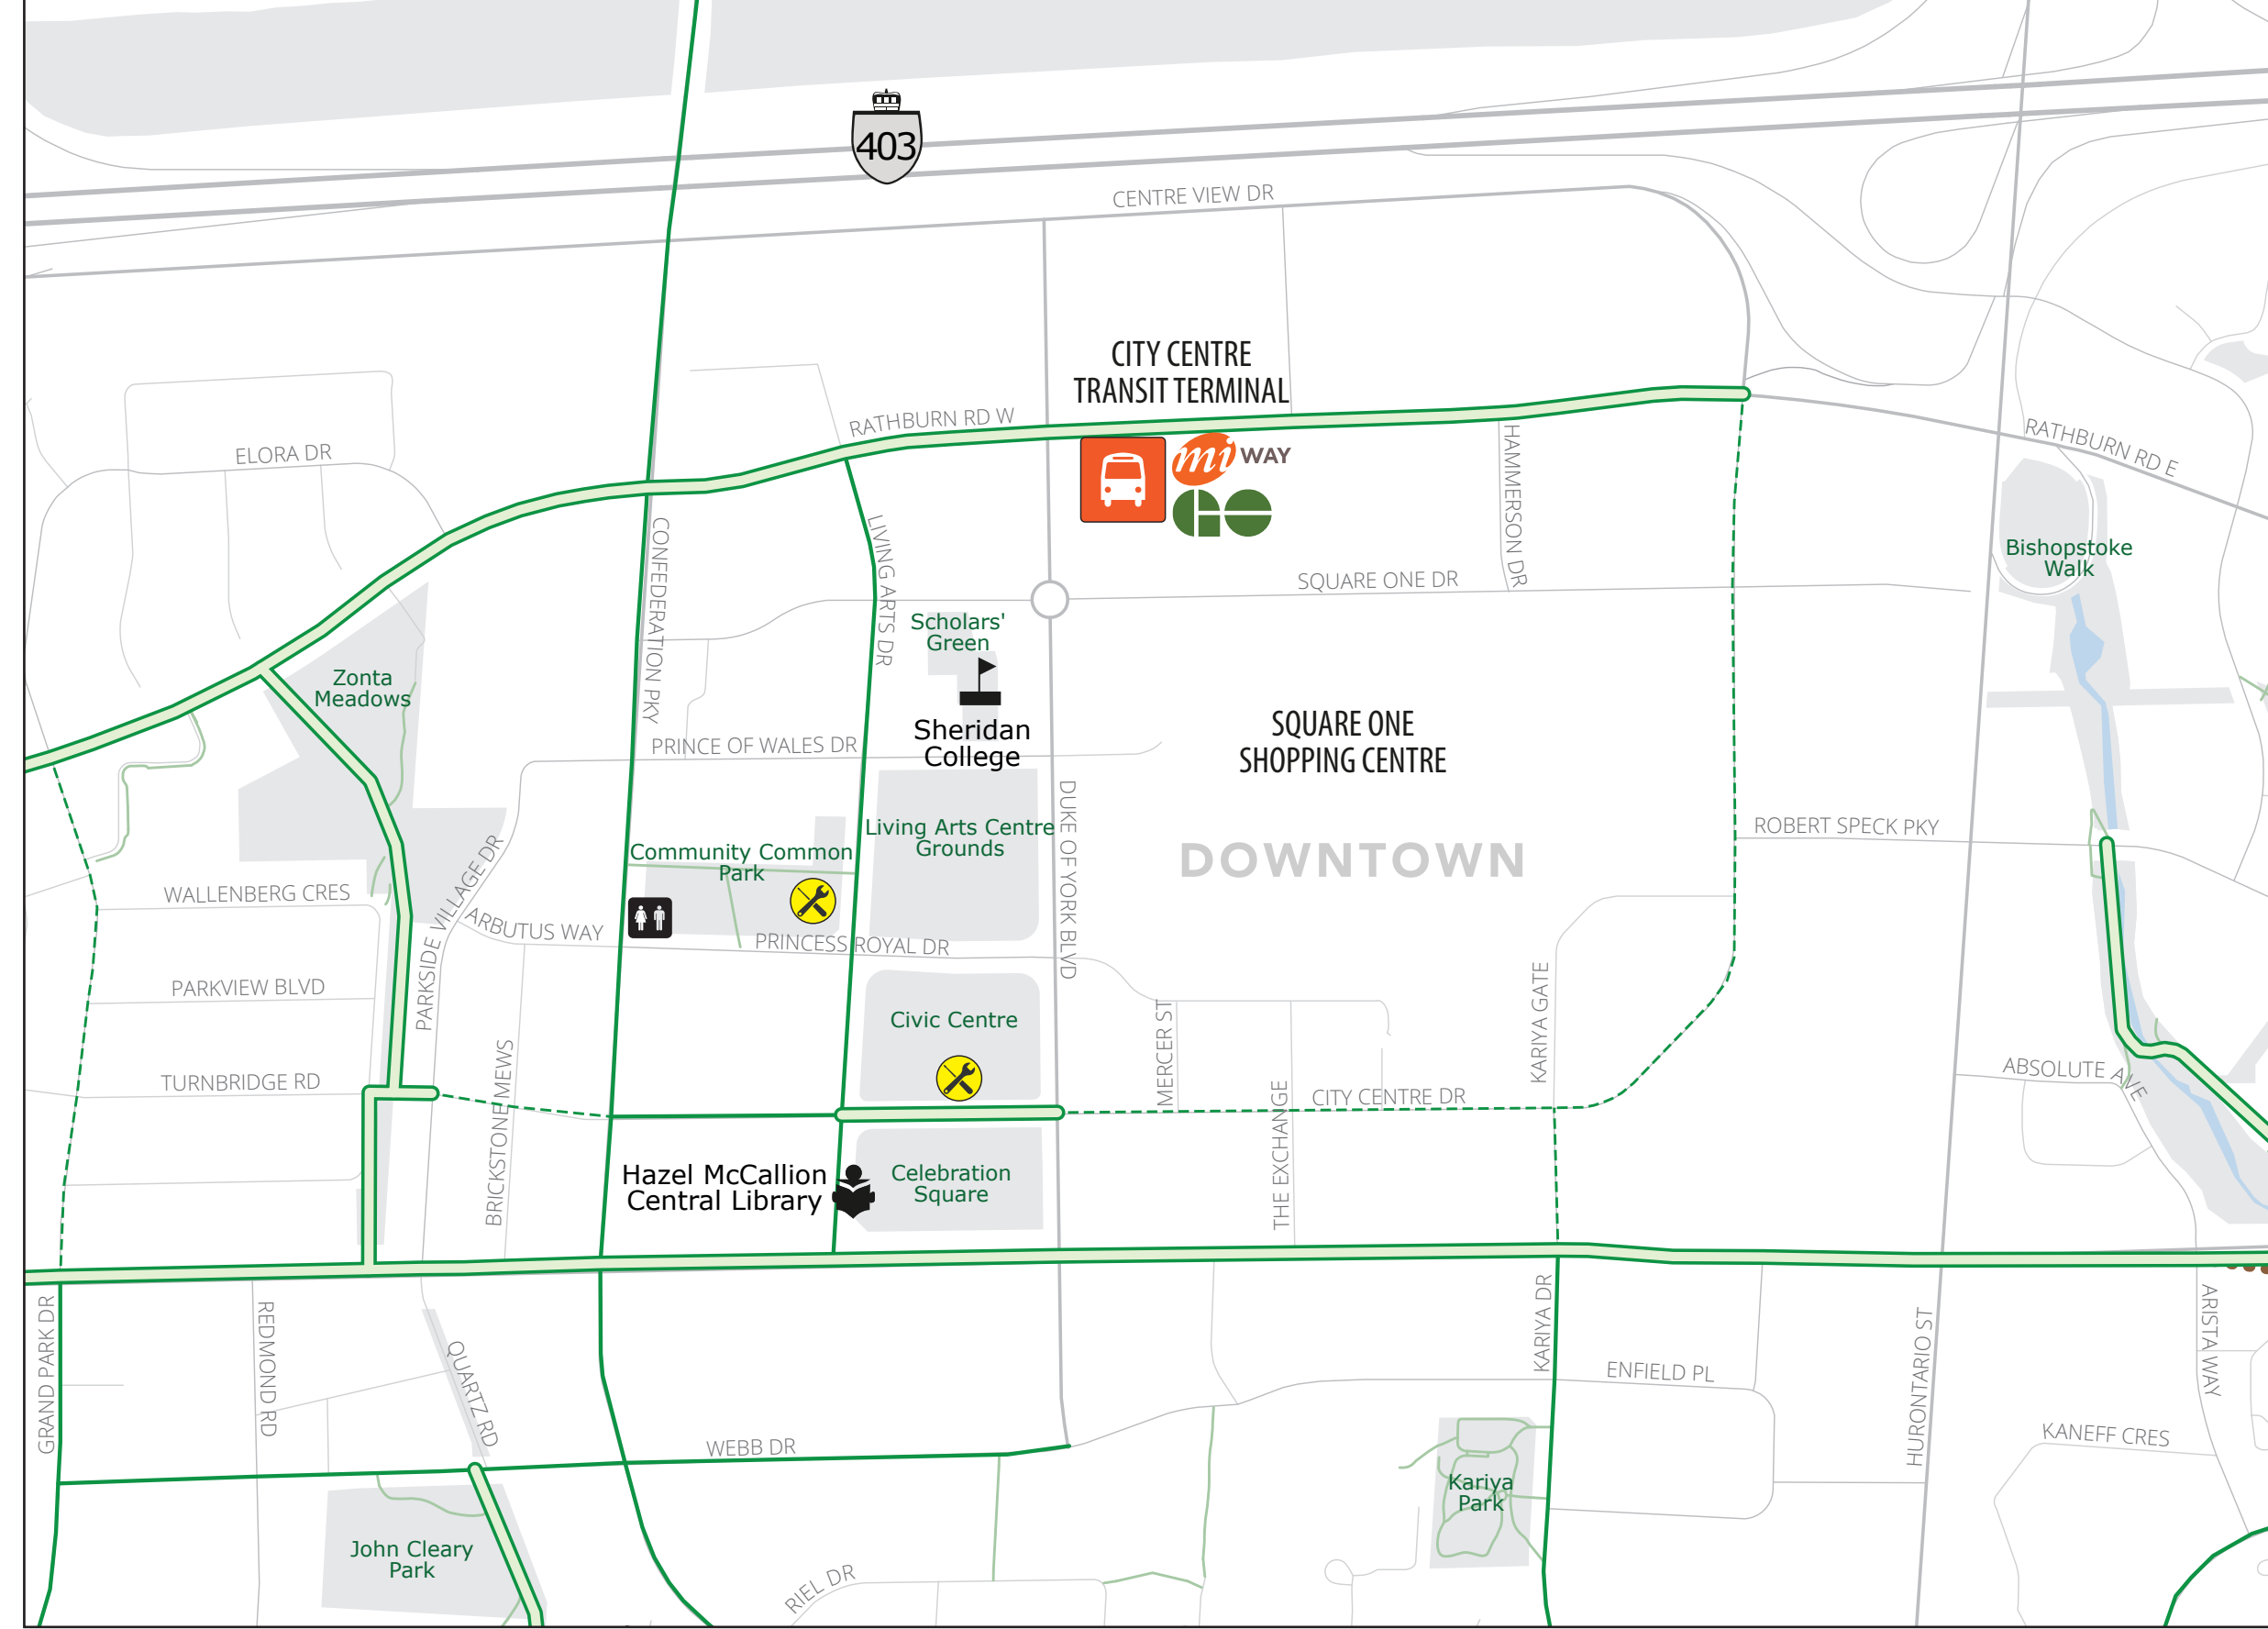 403
CENTRE VIEW DR
CITY CENTRE
TRANSIT TERMINAL
RATHBURN RD W
RATHBURN RD E
ELORA DR
mi WAY
GO
HAMMERSON DR
CONFEDERATION PKY
LIVING ARTS DR
SQUARE ONE DR
Bishopstoke
Walk
Scholars'
Green
Zonta
Meadows
Sheridan
College
SQUARE ONE
SHOPPING CENTRE
PRINCE OF WALES DR
DUKE OF YORK BLVD
Living Arts Centre
Grounds
ROBERT SPECK PKY
Community Common
Park
DOWNTOWN
PARKSIDE VILLAGE DR
WALLENBERG CRES
ARBUTUS WAY
PRINCESS ROYAL DR
PARKVIEW BLVD
KARIYA GATE
Civic Centre
MERCER ST
BRICKSTONE MEWS
TURNBRIDGE RD
ABSOLUTE AVE
THE EXCHANGE
CITY CENTRE DR
Hazel McCallion
Central Library
Celebration
Square
GRAND PARK DR
REDMOND RD
QUARTZ RD
KARIYA DR
ENFIELD PL
HURONTARIO ST
ARISTA WAY
KANEFF CRES
WEBB DR
Kariya
Park
John Cleary
Park
RIEL DR